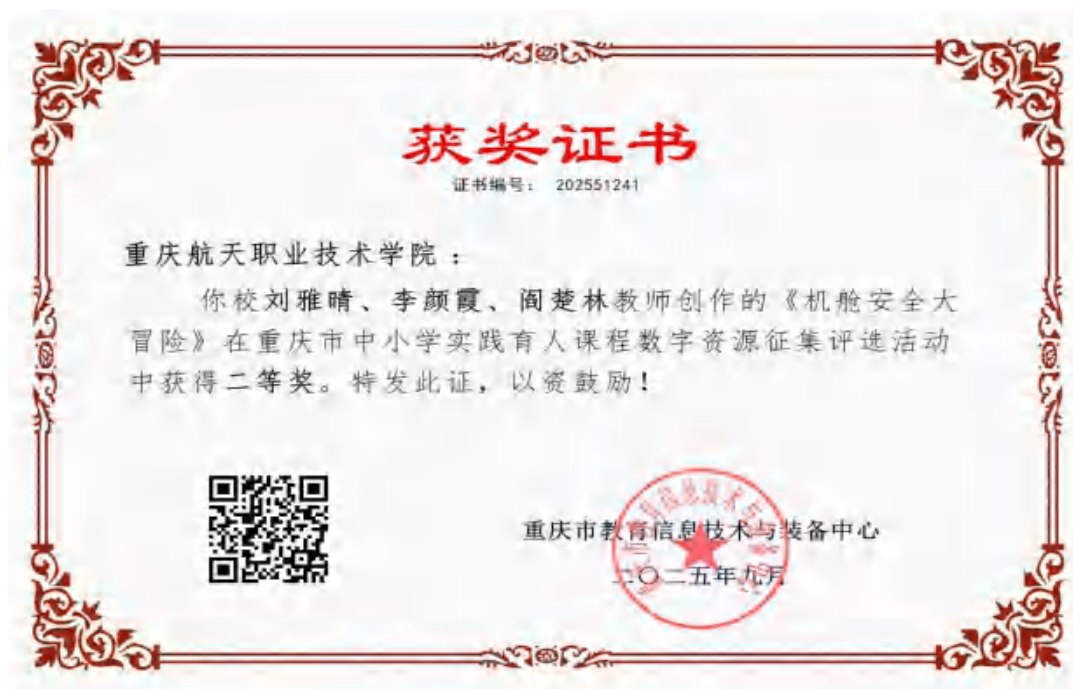 获奖证书
证书编号： 202551241
重庆航天职业技术学院：
你校刘雅晴、李颜霞、阎楚林教师创作的《机舱安全大
冒险》在重庆市中小学实践育人课程数字资源征集评选活动
中获得二等奖。特发此证，以资鼓励！
重庆市教育信息技术与装备中心
二〇二五年九月